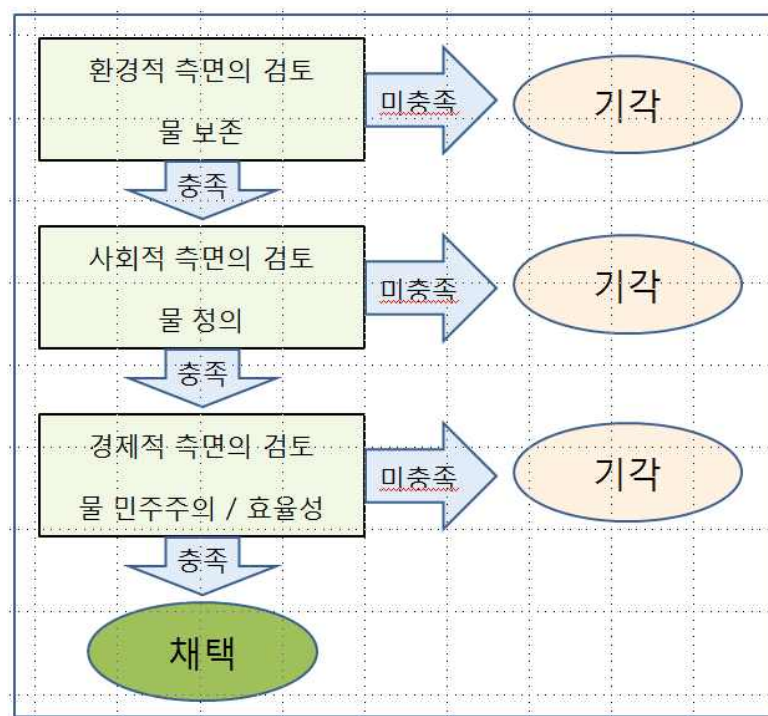 환경적 측면의 검토
물 보존
미충족
기각
충족
사회적 측면의 검토
물 정의
미충족
기각
충족
경제적 측면의 검토
물 민주주의 / 효율성
미충족
기각
충족
채택